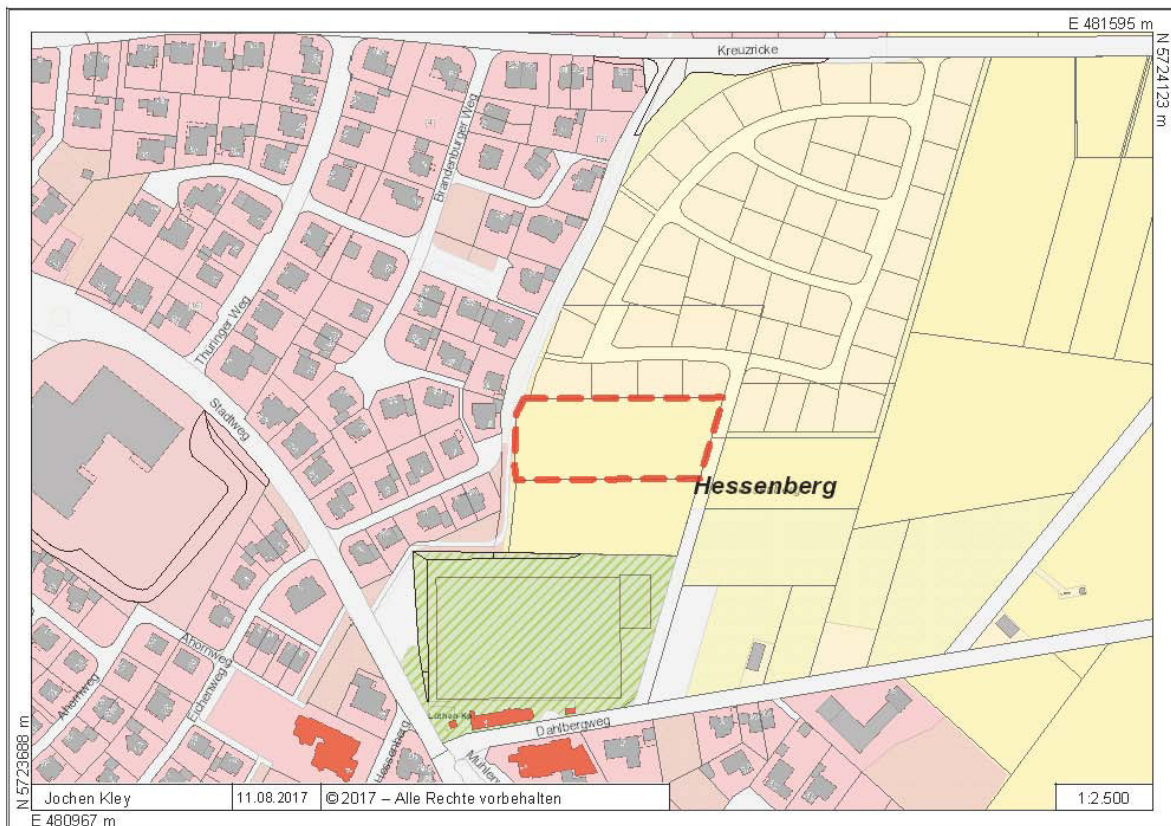 E 481595 m
N 5724123 m
Kreuzricke
Brandenburger Weg
Thüringer Weg
Stadtweg
Hessenberg
Ahornweg
Ahornweg
Eichenweg
Hessenberg
Dahlbergweg
N 5723688 m
Jochen Kley
11.08.2017
©2017 – Alle Rechte vorbehalten
1:2.500
E 480967 m